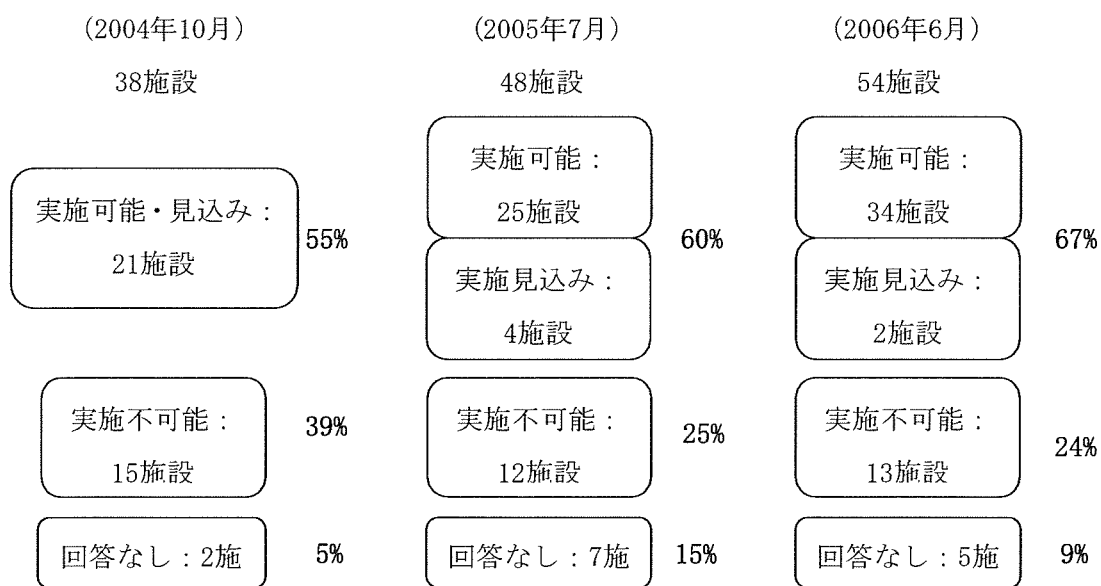 (2004年10月)
38施設
実施可能・見込み：
21施設
55%
実施不可能：
15施設
39%
回答なし：2施
5%
(2005年7月)
48施設
実施可能：
25施設
実施見込み：
4施設
60%
実施不可能：
12施設
25%
回答なし：7施
15%
(2006年6月)
54施設
実施可能：
34施設
実施見込み：
2施設
67%
実施不可能：
13施設
24%
回答なし：5施
9%